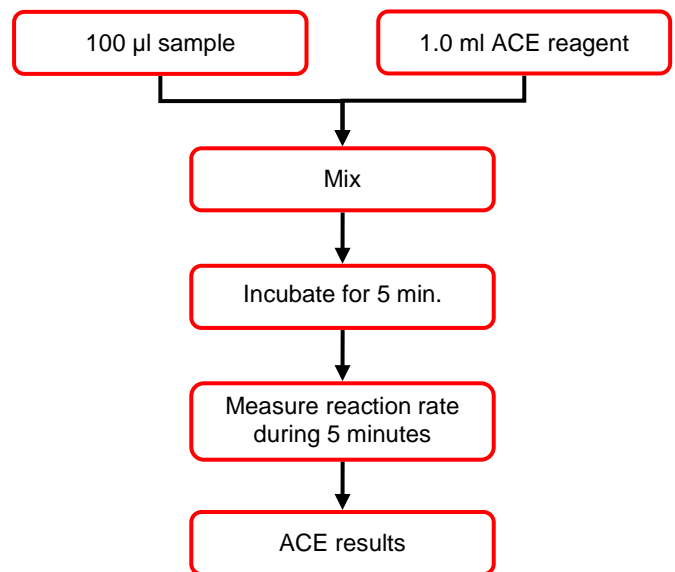 100 µl sample
1.0 ml ACE reagent
Mix
Incubate for 5 min.
Measure reaction rate
during 5 minutes
ACE results